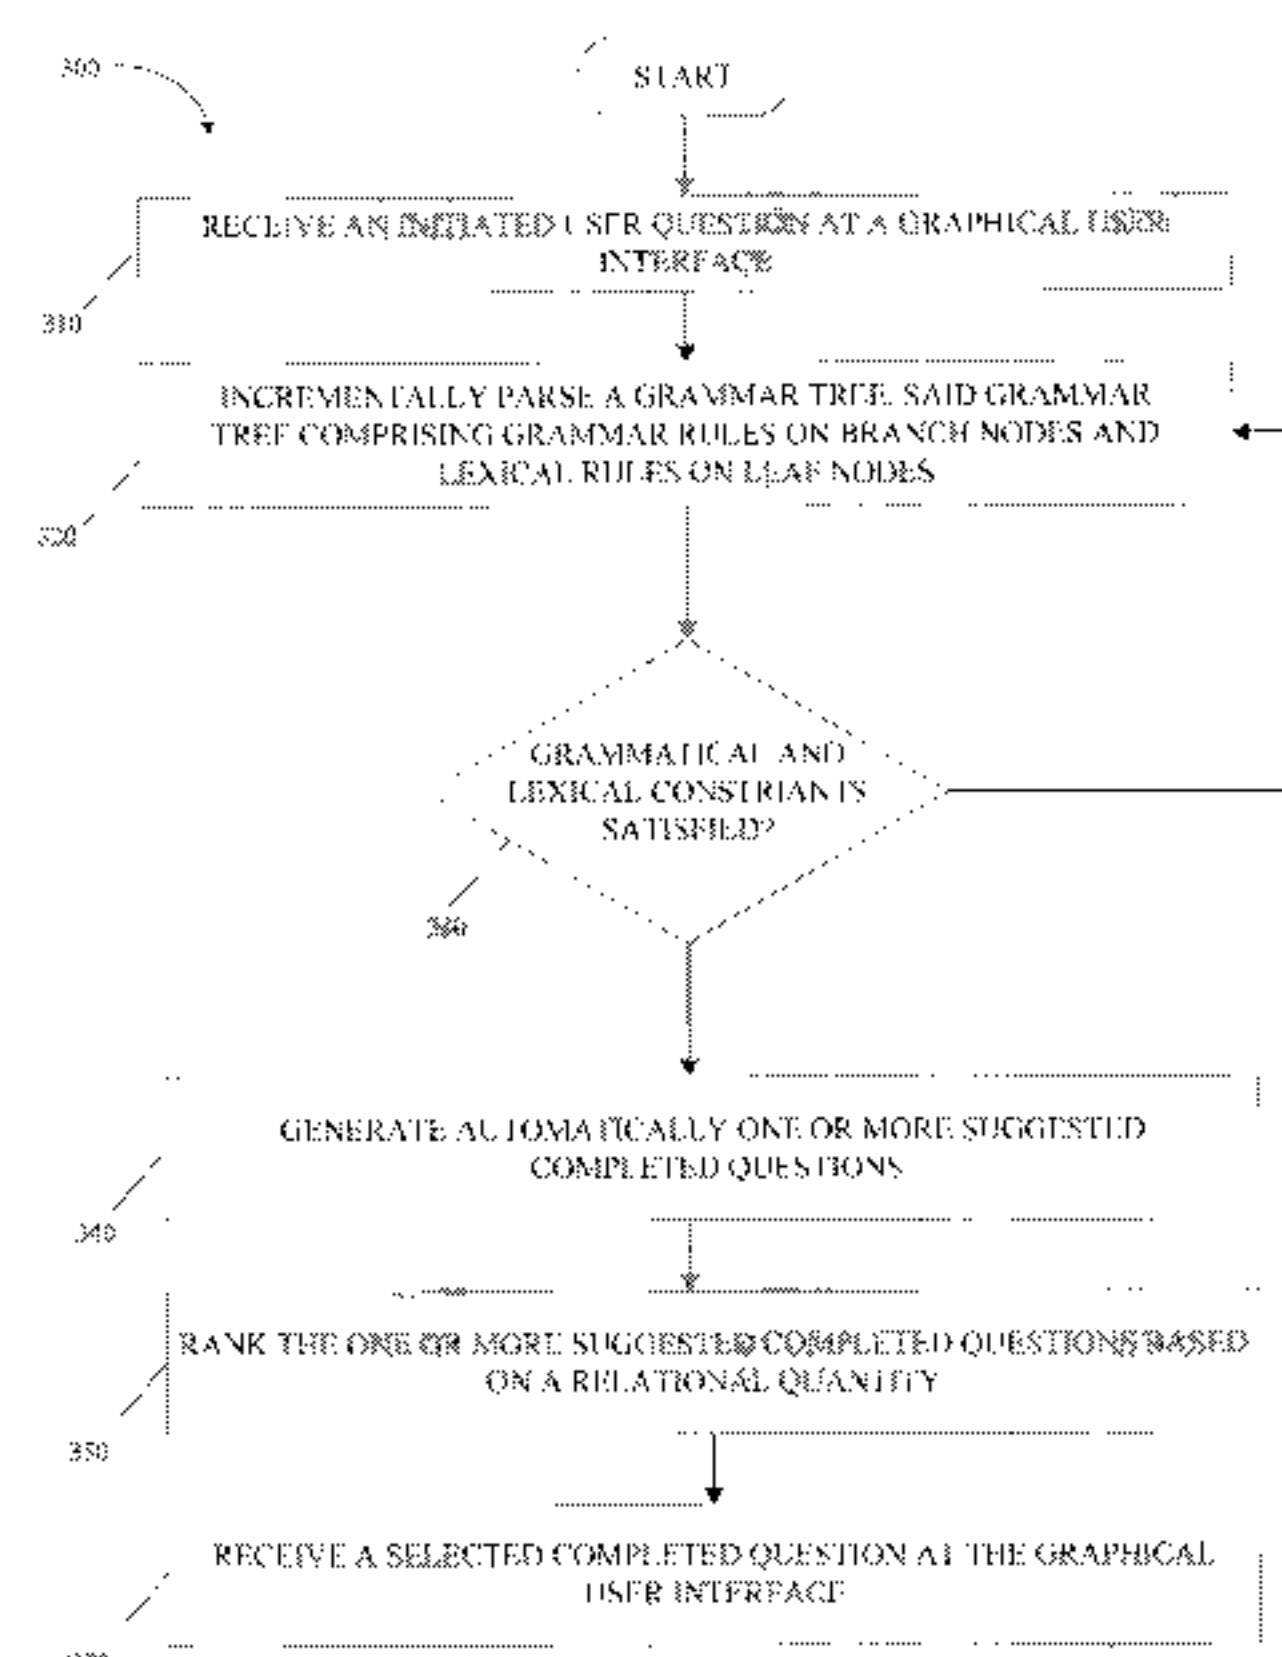 300
START
RECEIVE AN INITIATED USER QUESTION AT A GRAPHICAL USER
INTERFACE
310
INCREMENTALLY PARSE A GRAMMAR TREE, SAID GRAMMAR
TREE COMPRISING GRAMMAR RULES ON BRANCH NODES AND
LEXICAL RULES ON LEAF NODES
320
GRAMMATICAL AND
LEXICAL CONSTRIANTS
SATISFIED?
GENERATE AUTOMATICALLY ONE OR MORE SUGGESTED
COMPLETED QUESTIONS
340
RANK THE ONE OR MORE SUGGESTED COMPLETED QUESTIONS BASED
ON A RELATIONAL QUANTITY
350
RECEIVE A SELECTED COMPLETED QUESTION AT THE GRAPHICAL
USER INTERFACE